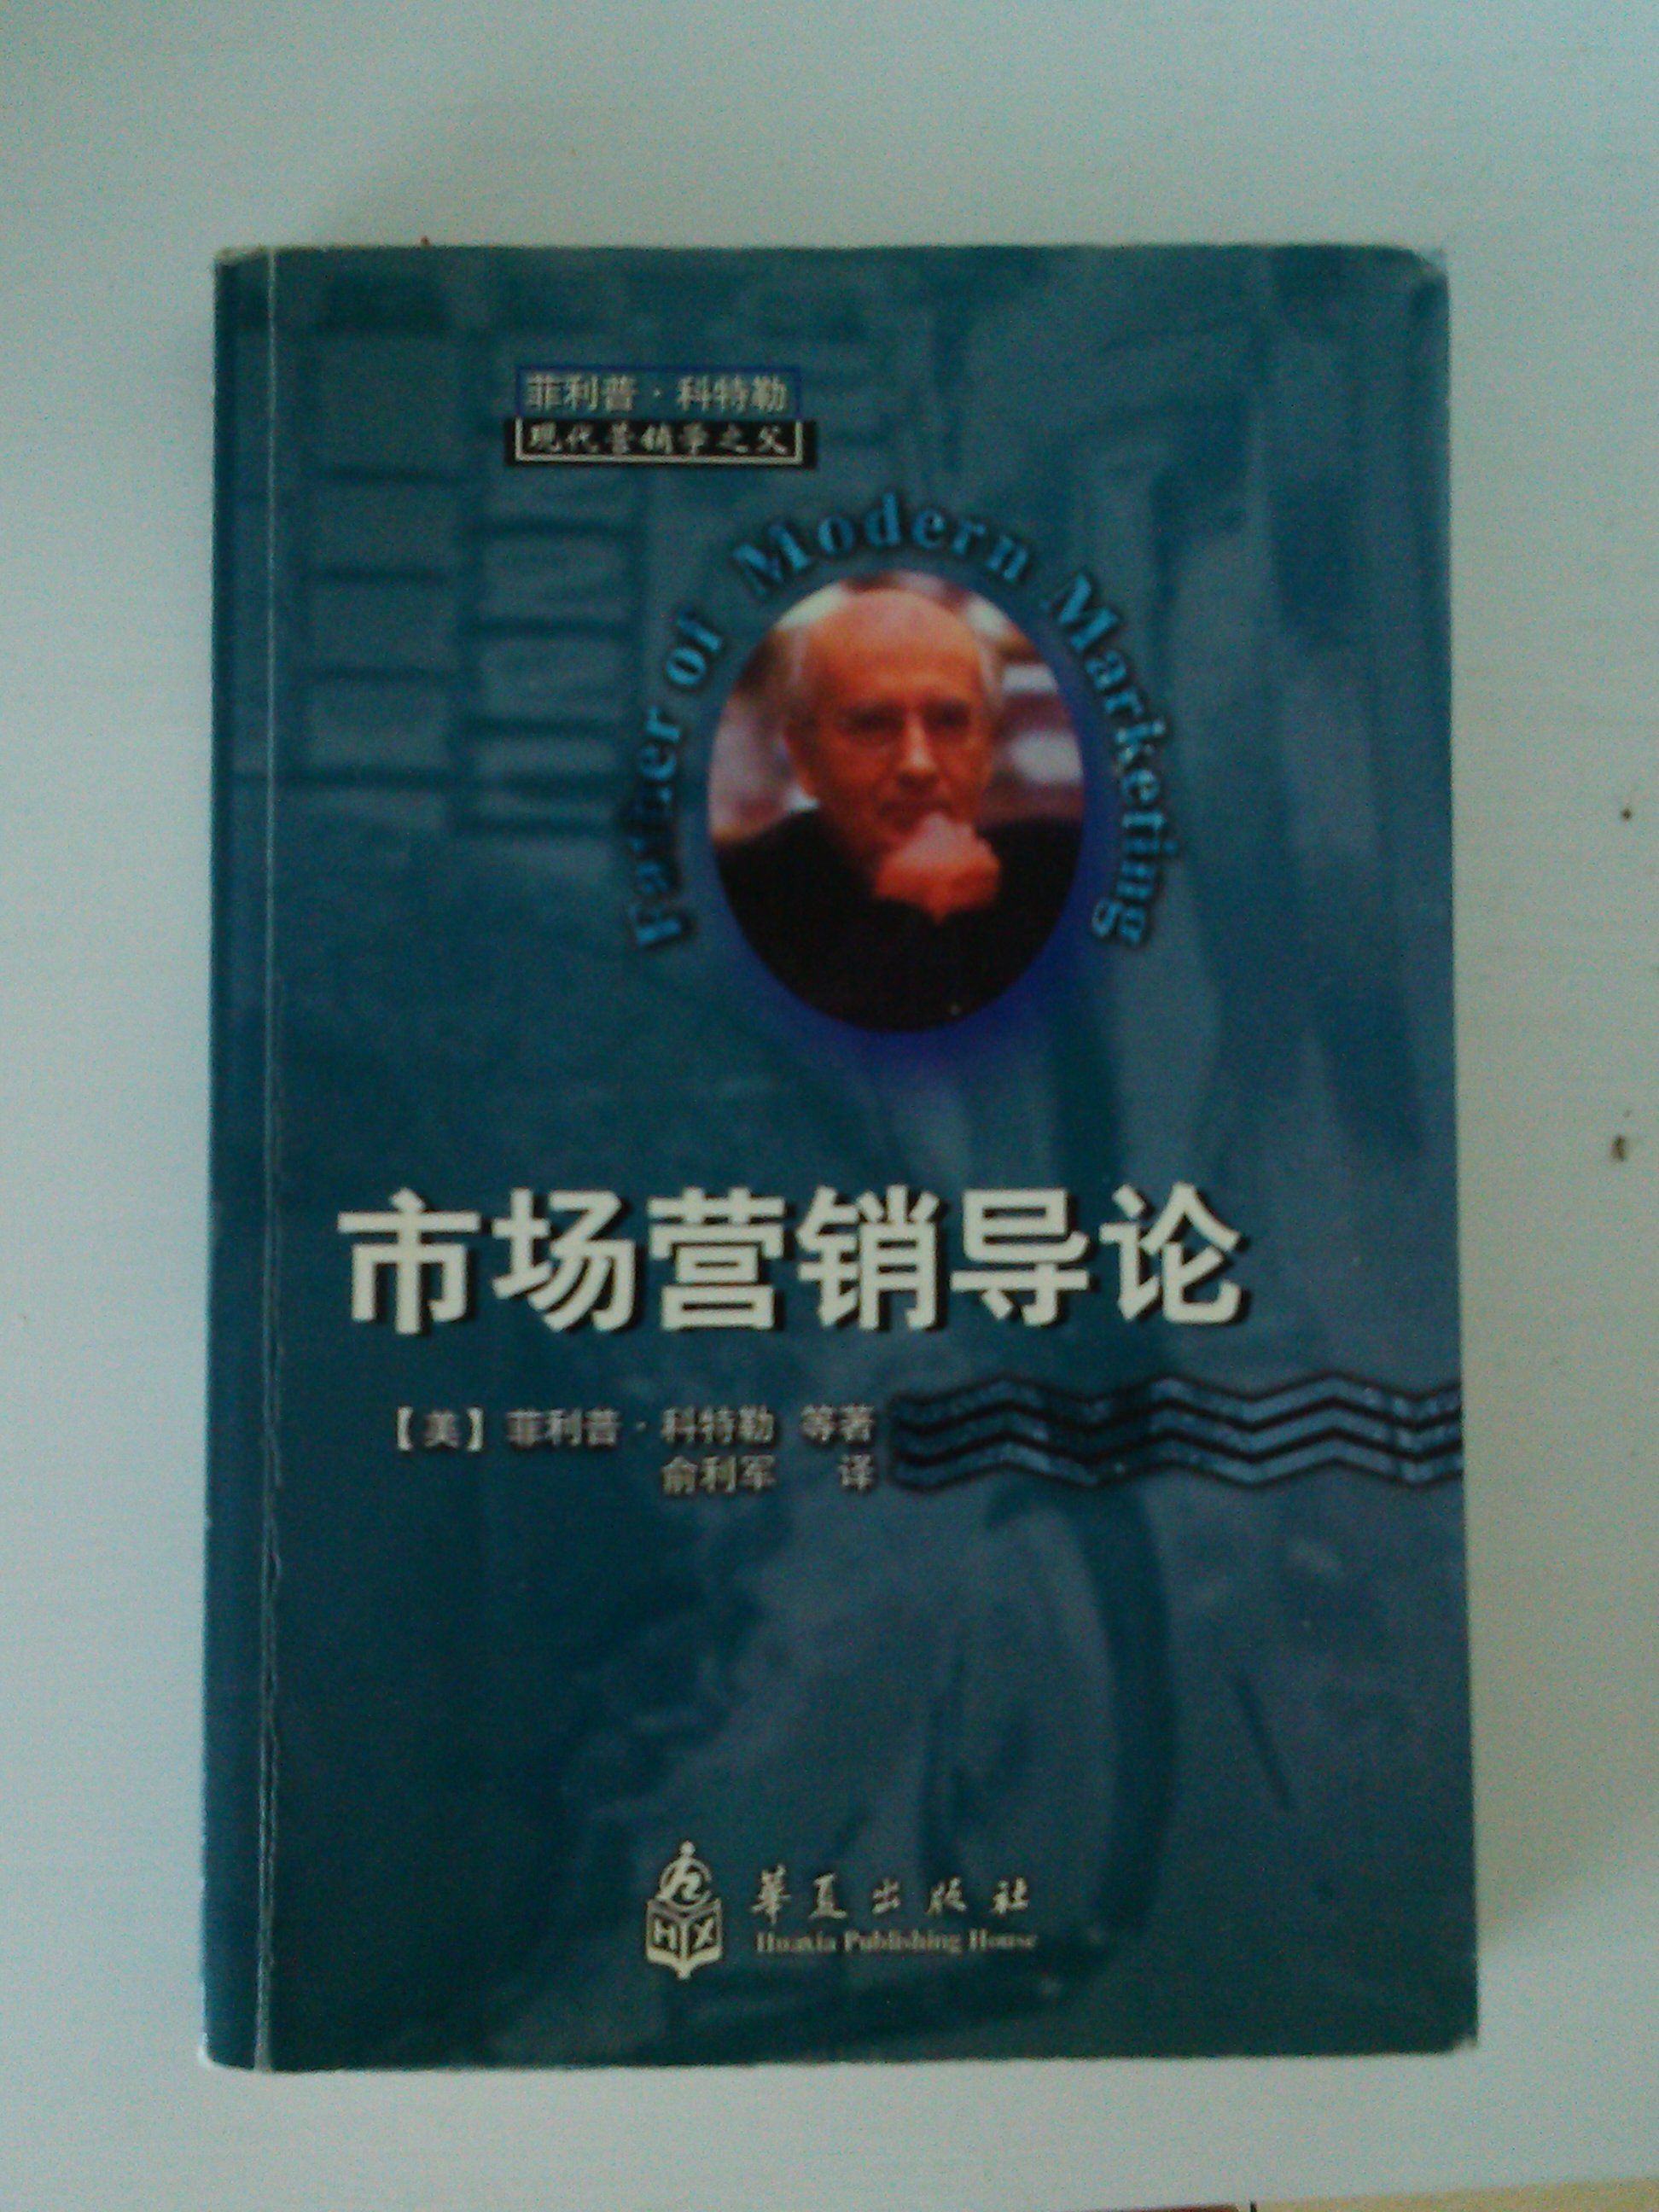 菲利普·科特勒
现代营销学之父
Father of Modern Marketing
市场营销导论
【美】菲利普·科特勒 等著
俞利军 译
HX
华夏出版社
Huaxia Publishing House